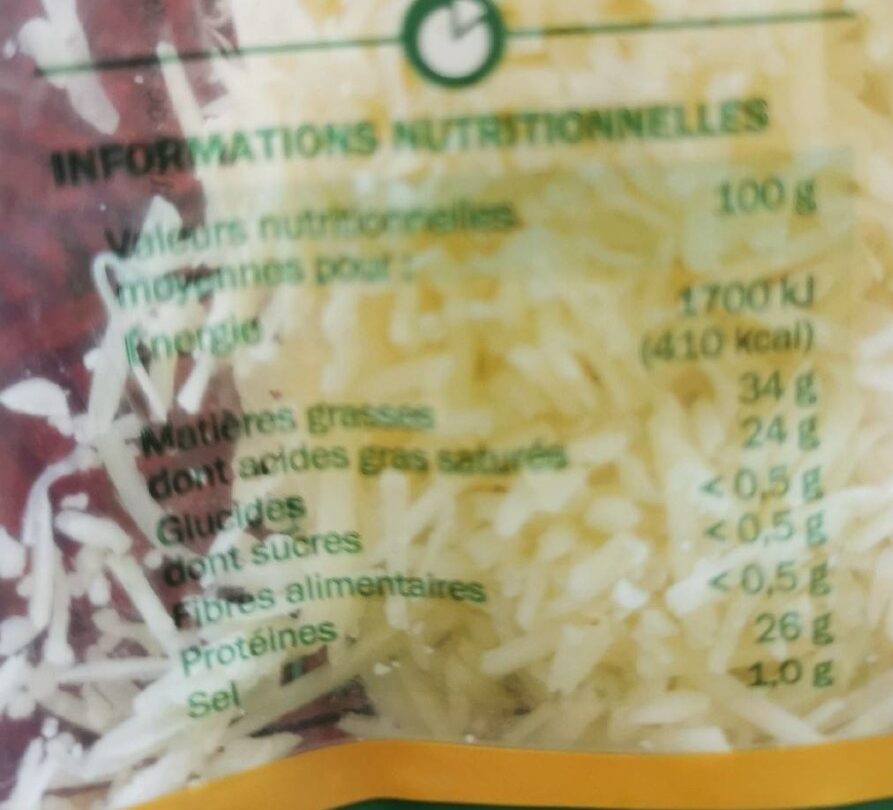 INFORMATIONS NUTRITIONNELLES
Valeurs nutritionnelles
moyennes pour : 100 g
Énergie 1700 kJ
(410 kcal)
Matières grasses 34 g
dont acides gras saturés 24 g
Glucides < 0,5 g
dont sucres < 0,5 g
Fibres alimentaires < 0,5 g
Protéines 26 g
Sel 1,0 g